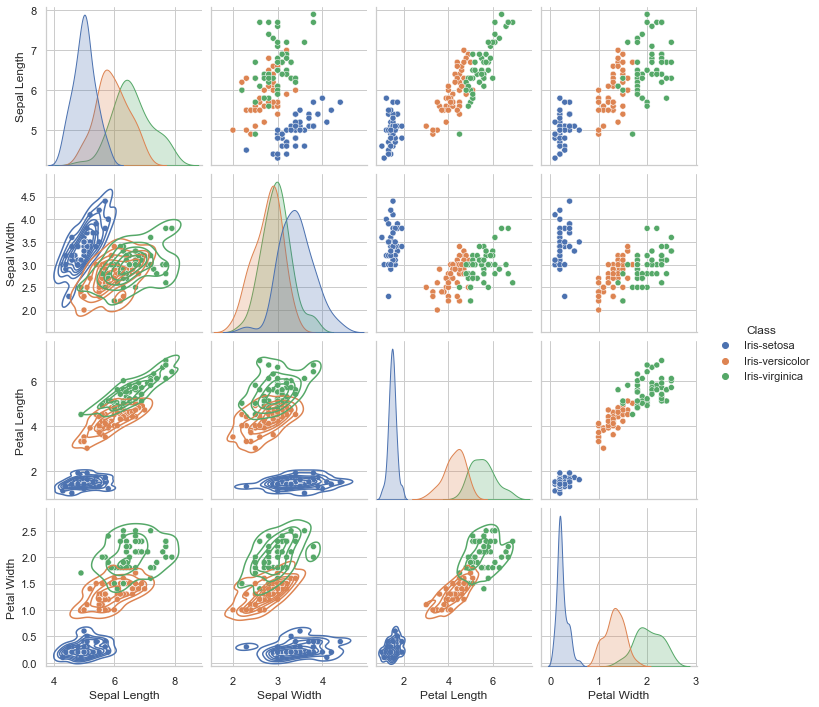 8
7
6
5
Sepal Length
4.5
4.0
3.5
3.0
2.5
2.0
Sepal Width
Class
Iris-setosa
Iris-versicolor
Iris-virginica
6
4
2
Petal Length
2.5
2.0
1.5
1.0
0.5
0.0
Petal Width
4 6 8 2 3 4 2 4 6 0 1 2 3
Sepal Length Sepal Width Petal Length Petal Width